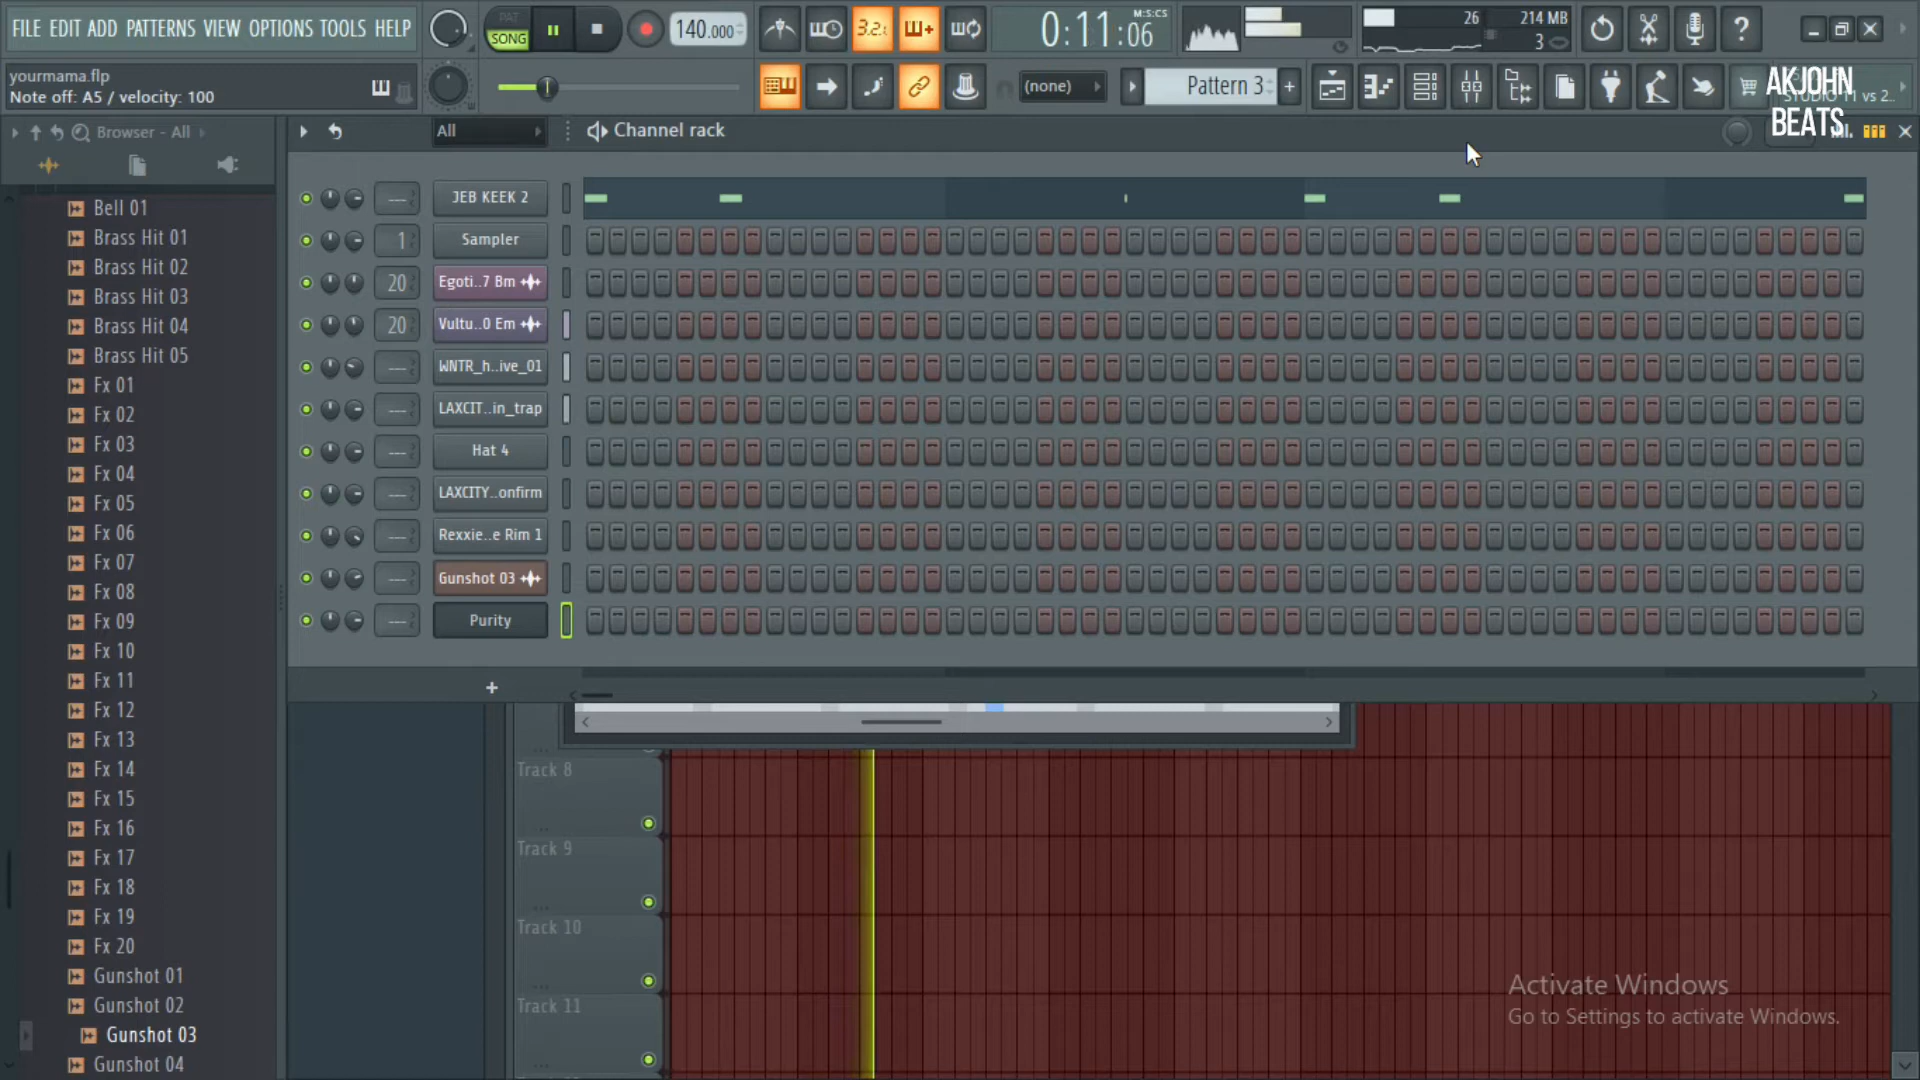 FILE EDIT ADD PATTERNS VIEW OPTIONS TOOLS HELP
PAT
SONG
140.000
3.2.
0:11:06
M:S:CS
26
214 MB
3
yourmama.flp
Note off: A5 / velocity: 100
(none)
Pattern 3
+
STUDIO 11 vs 2..
AKJOHN
BEATS
Browser - All
All
Channel rack
Bell 01
Brass Hit 01
Brass Hit 02
Brass Hit 03
Brass Hit 04
Brass Hit 05
Fx 01
Fx 02
Fx 03
Fx 04
Fx 05
Fx 06
Fx 07
Fx 08
Fx 09
Fx 10
Fx 11
Fx 12
Fx 13
Fx 14
Fx 15
Fx 16
Fx 17
Fx 18
Fx 19
Fx 20
Gunshot 01
Gunshot 02
Gunshot 03
Gunshot 04
--- JEB KEEK 2
1 Sampler
20 Egoti..7 Bm
20 Vultu..0 Em
--- WNTR_h..ive_01
--- LAXCIT..in_trap
--- Hat 4
--- LAXCITY..onfirm
--- Rexxie..e Rim 1
--- Gunshot 03
--- Purity
+
Track 8
Track 9
Track 10
Track 11
Activate Windows
Go to Settings to activate Windows.